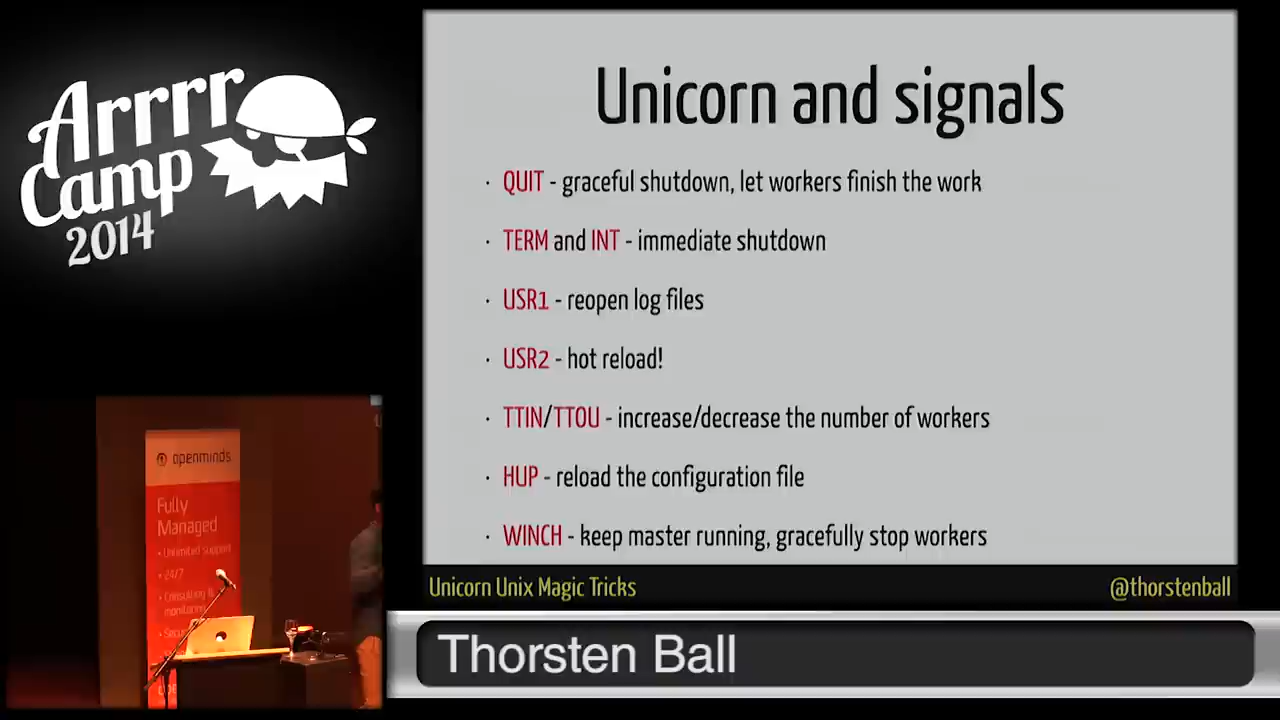 Arrrr
Camp
2014
Unicorn and signals
· QUIT - graceful shutdown, let workers finish the work
· TERM and INT - immediate shutdown
· USR1 - reopen log files
· USR2 - hot reload!
· TTIN/TTOU - increase/decrease the number of workers
· HUP - reload the configuration file
· WINCH - keep master running, gracefully stop workers
Unicorn Unix Magic Tricks
@thorstenball
openminds
Fully
Managed
• Unlimited support
• 24/7
• Consulting &
monitoring
Thorsten Ball